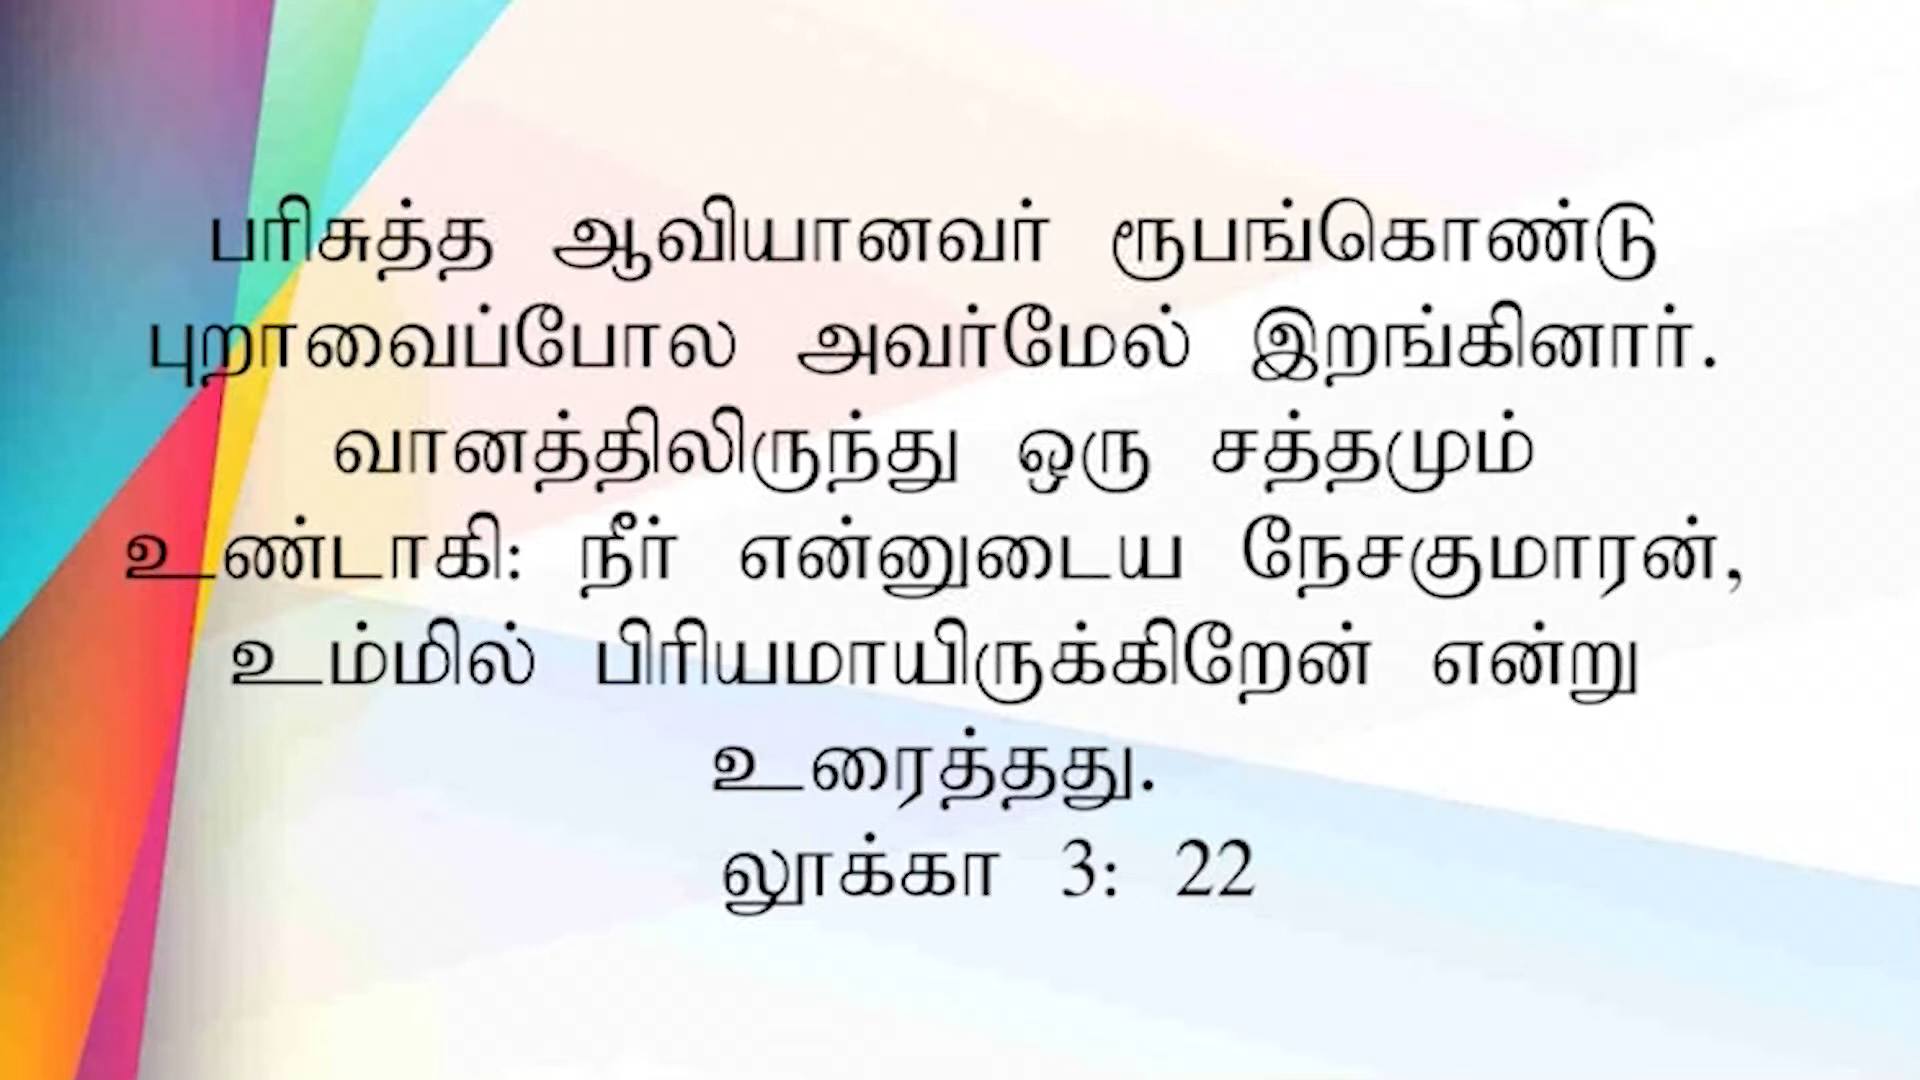 பரிசுத்த ஆவியானவர் ரூபங்கொண்டு
புறாவைப்போல அவர்மேல் இறங்கினார்.
வானத்திலிருந்து ஒரு சத்தமும்
உண்டாகி: நீர் என்னுடைய நேசகுமாரன்,
உம்மில் பிரியமாயிருக்கிறேன் என்று
உரைத்தது.
லூக்கா 3: 22